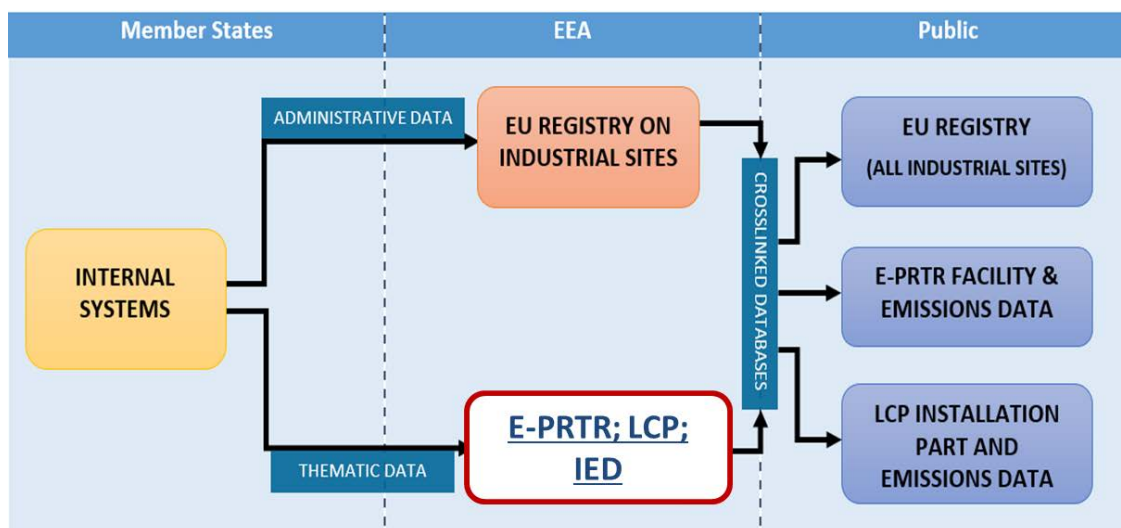 Member States
EEA
Public
ADMINISTRATIVE DATA
EU REGISTRY ON
INDUSTRIAL SITES
EU REGISTRY
(ALL INDUSTRIAL SITES)
INTERNAL
SYSTEMS
CROSSLINKED DATABASES
E-PRTR FACILITY &
EMISSIONS DATA
E-PRTR; LCP;
IED
THEMATIC DATA
LCP INSTALLATION
PART AND
EMISSIONS DATA